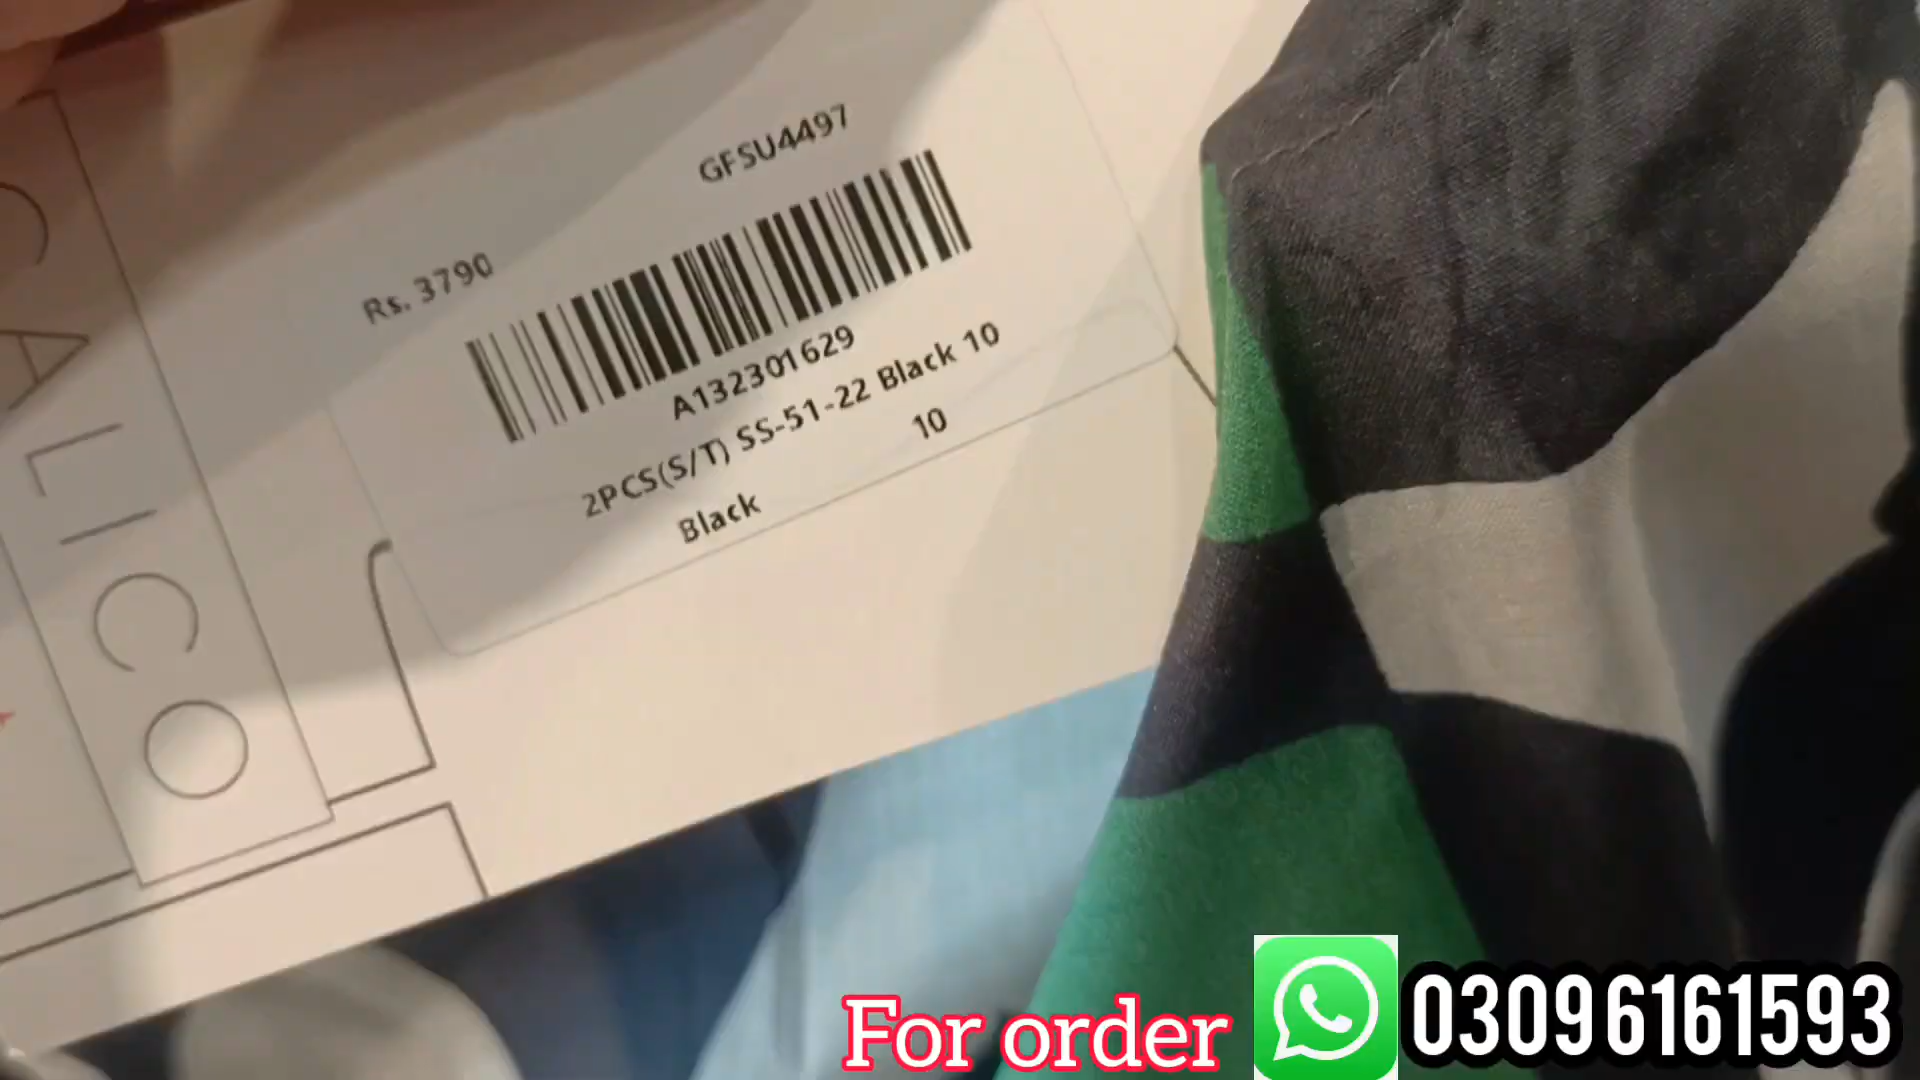 CALICO
GFSU4497
Rs. 3790
A132301629
2PCS(S/T) SS-51-22 Black 10
Black 10
For order 03096161593